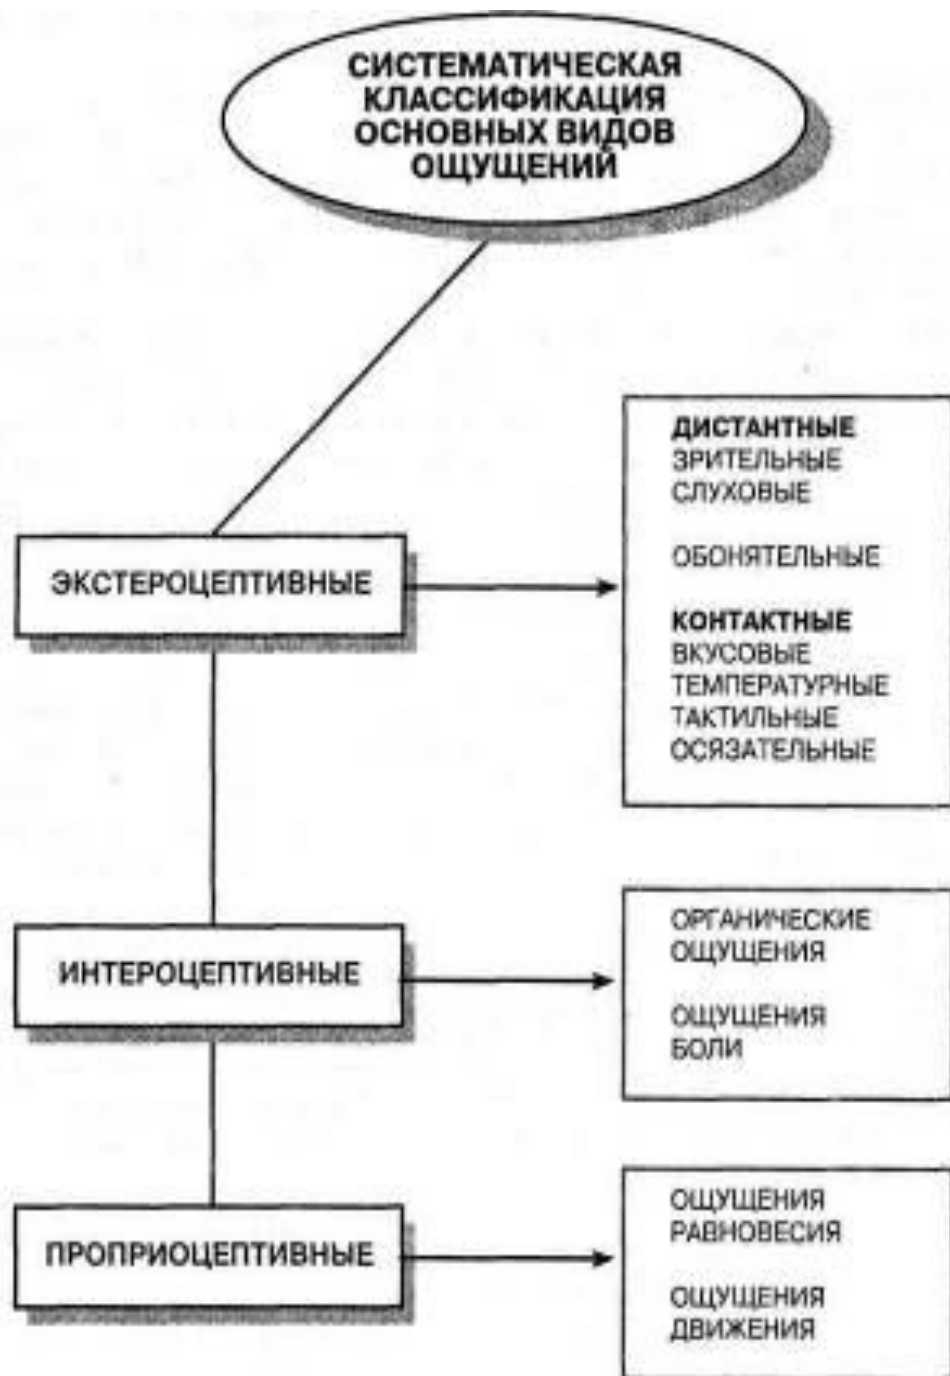 СИСТЕМАТИЧЕСКАЯ
КЛАССИФИКАЦИЯ
ОСНОВНЫХ ВИДОВ
ОЩУЩЕНИЙ
ЭКСТЕРОЦЕПТИВНЫЕ
ДИСТАНТНЫЕ
ЗРИТЕЛЬНЫЕ
СЛУХОВЫЕ
ОБОНЯТЕЛЬНЫЕ
КОНТАКТНЫЕ
ВКУСОВЫЕ
ТЕМПЕРАТУРНЫЕ
ТАКТИЛЬНЫЕ
ОСЯЗАТЕЛЬНЫЕ
ИНТЕРОЦЕПТИВНЫЕ
ОРГАНИЧЕСКИЕ
ОЩУЩЕНИЯ
ОЩУЩЕНИЯ
БОЛИ
ПРОПРИОЦЕПТИВНЫЕ
ОЩУЩЕНИЯ
РАВНОВЕСИЯ
ОЩУЩЕНИЯ
ДВИЖЕНИЯ